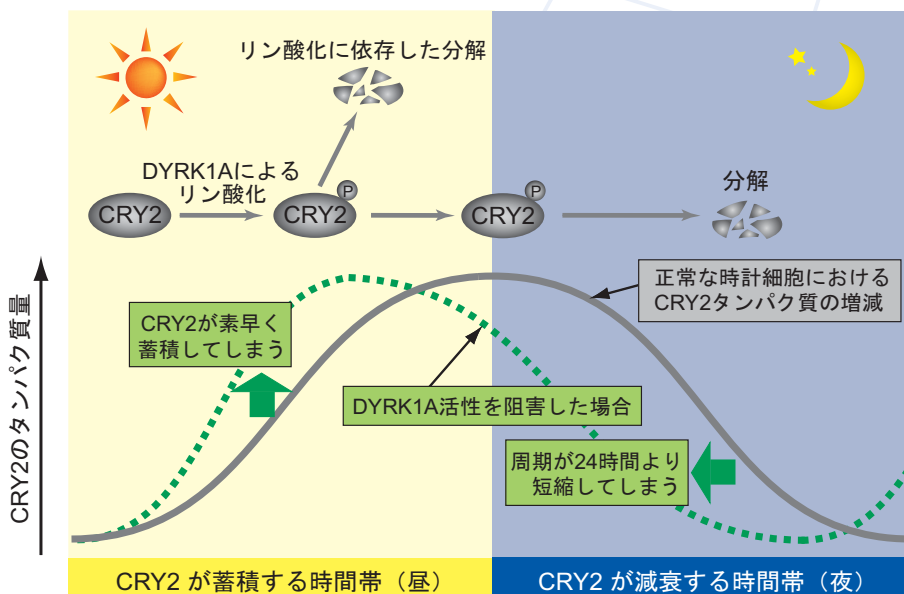 リン酸化に依存した分解
DYRK1Aによる
リン酸化
CRY2
CRY2
P
CRY2
P
分解
CRY2のタンパク質量
正常な時計細胞における
CRY2タンパク質の増減
CRY2が素早く
蓄積してしまう
DYRK1A活性を阻害した場合
周期が24時間より
短縮してしまう
CRY2 が蓄積する時間帯（昼）
CRY2 が減衰する時間帯（夜）